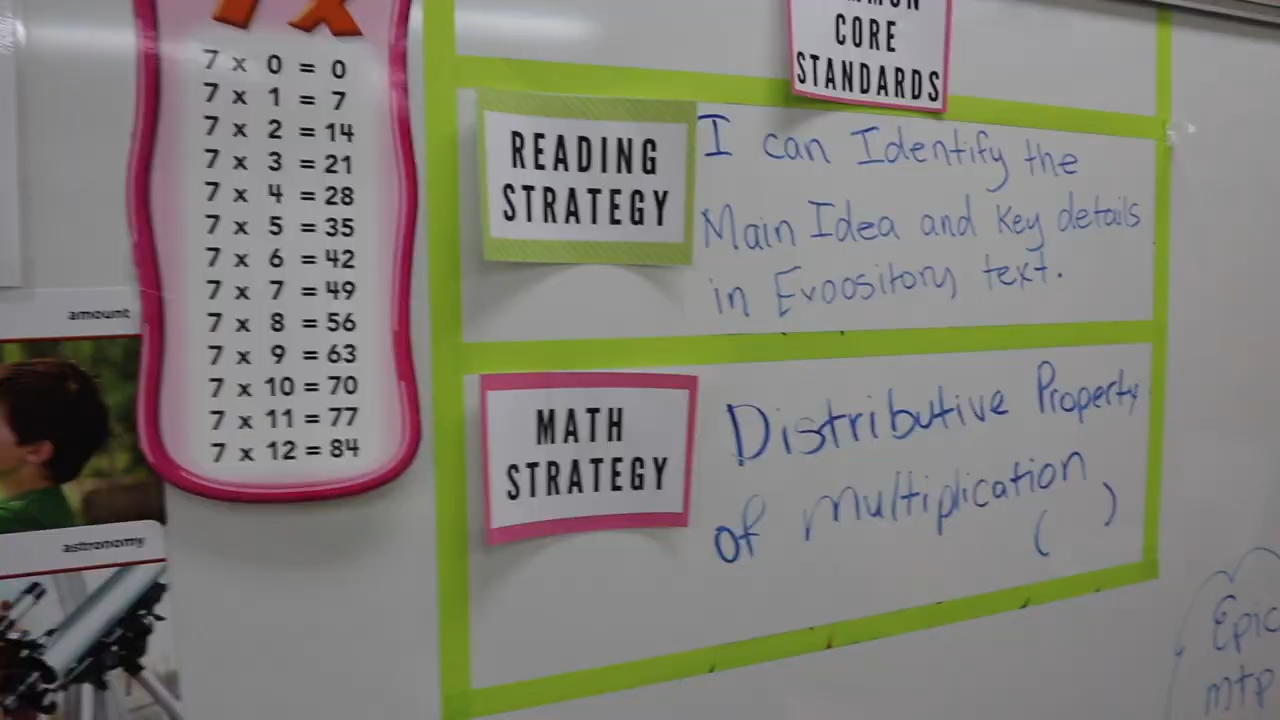 7x
7 x 0 = 0
7 x 1 = 7
7 x 2 = 14
7 x 3 = 21
7 x 4 = 28
7 x 5 = 35
7 x 6 = 42
7 x 7 = 49
7 x 8 = 56
7 x 9 = 63
7 x 10 = 70
7 x 11 = 77
7 x 12 = 84
amount
astronomy
CORE
STANDARDS
READING
STRATEGY
I can Identify the
Main Idea and key details
in Expository text.
MATH
STRATEGY
Distributive Property
of multiplication
( )
Epic
mtp